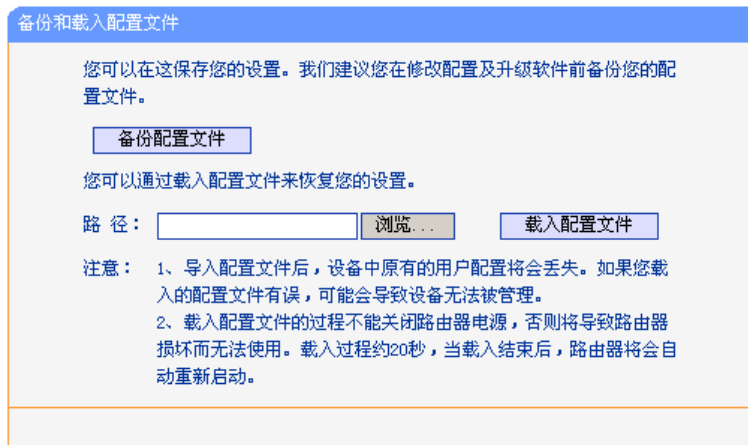 备份和载入配置文件
您可以在这保存您的设置。我们建议您在修改配置及升级软件前备份您的配
置文件。
备份配置文件
您可以通过载入配置文件来恢复您的设置。
路 径： 浏览... 载入配置文件
注意： 1、导入配置文件后，设备中原有的用户配置将会丢失。如果您载
入的配置文件有误，可能会导致设备无法被管理。
2、载入配置文件的过程不能关闭路由器电源，否则将导致路由器
损坏而无法使用。载入过程约20秒，当载入结束后，路由器将会自
动重新启动。